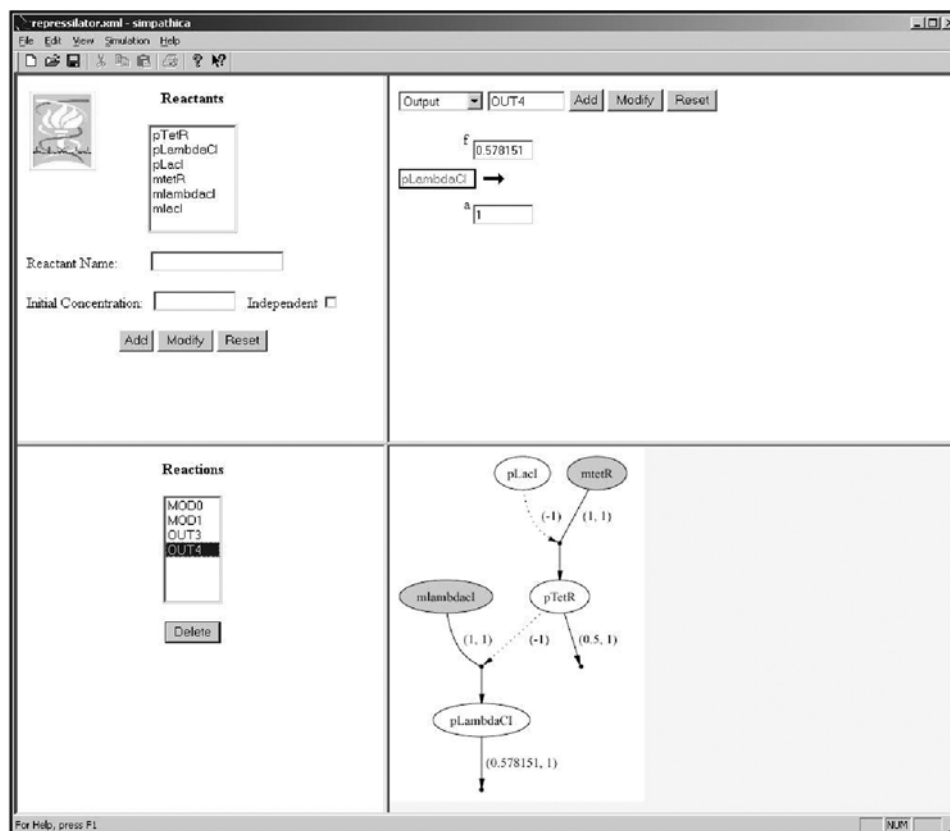 repressilator.xml - simpathica
File Edit View Simulation Help
Reactants
pTetR
pLambdaCI
pLacI
mtetR
mlambdacI
mlacI
Reactant Name:
Initial Concentration: Independent
Add Modify Reset
Output OUT4 Add Modify Reset
f 0.578151
pLambdaCI
a 1
Reactions
MOD0
MOD1
OUT3
OUT4
Delete
pLacI mtetR
(-1) (1, 1)
mlambdacI pTetR
(1, 1) (-1) (0.5, 1)
pLambdaCI
(0.578151, 1)
For Help, press F1 NUM